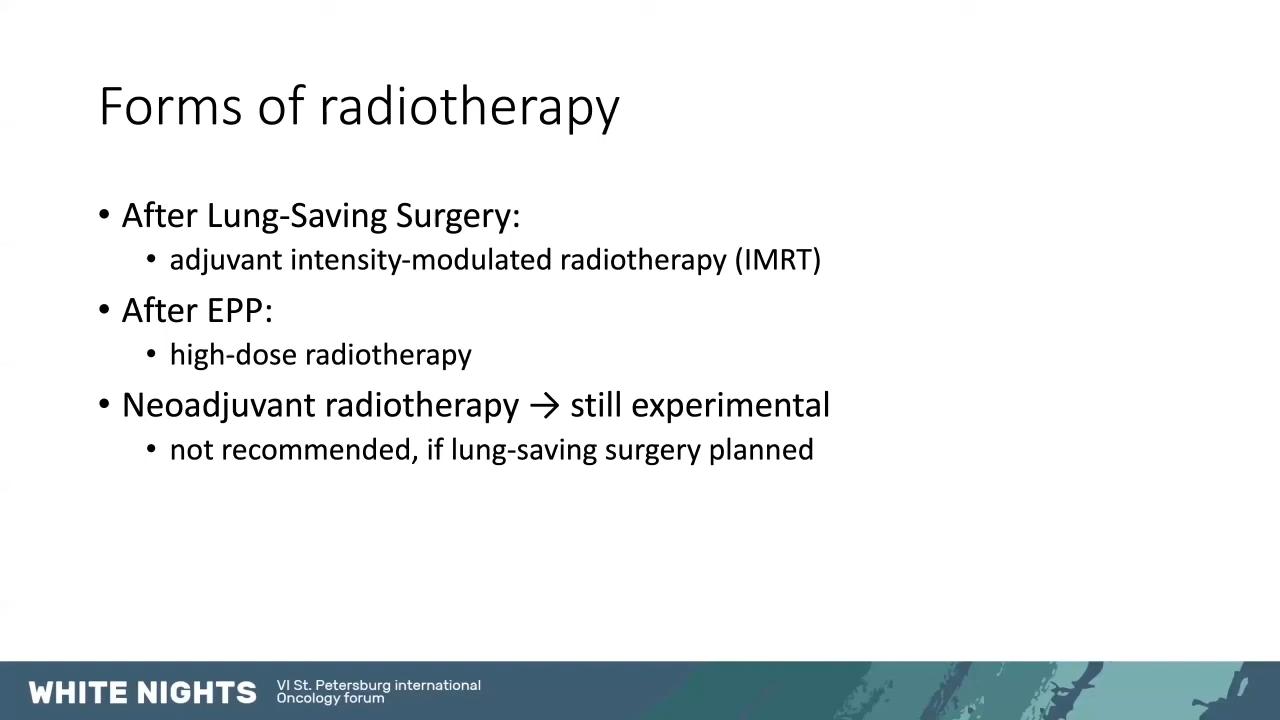 Forms of radiotherapy
• After Lung-Saving Surgery:
• adjuvant intensity-modulated radiotherapy (IMRT)
• After EPP:
• high-dose radiotherapy
• Neoadjuvant radiotherapy → still experimental
• not recommended, if lung-saving surgery planned
WHITE NIGHTS
VI St. Petersburg international
Oncology forum